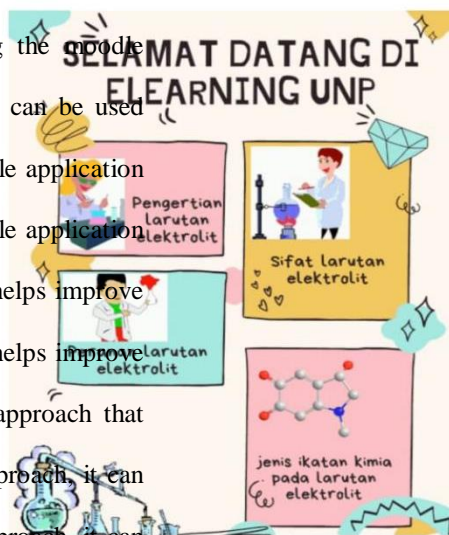 g the moodle
SELAMAT DATANG DI
ELEARNING UNP
can be used
le application
Pengertian
larutan
elektrolit
le application
Sifat larutan
elektrolit
helps improve
larutan
elektrolit
helps improve
approach that
jenis ikatan kimia
pada larutan
elektrolit
proach, it can